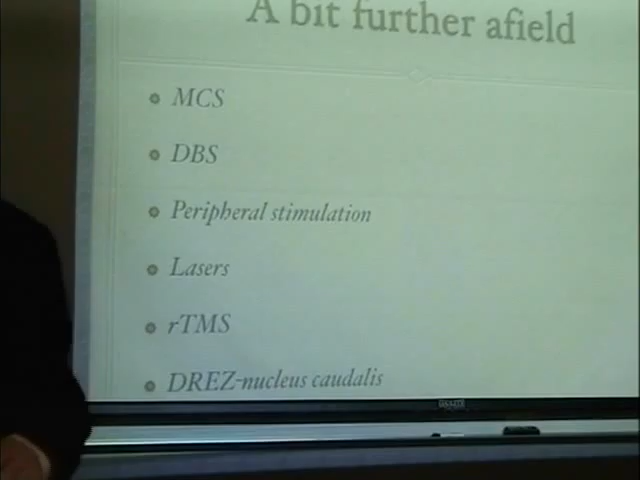 A bit further afield
MCS
DBS
Peripheral stimulation
Lasers
rTMS
DREZ-nucleus caudalis